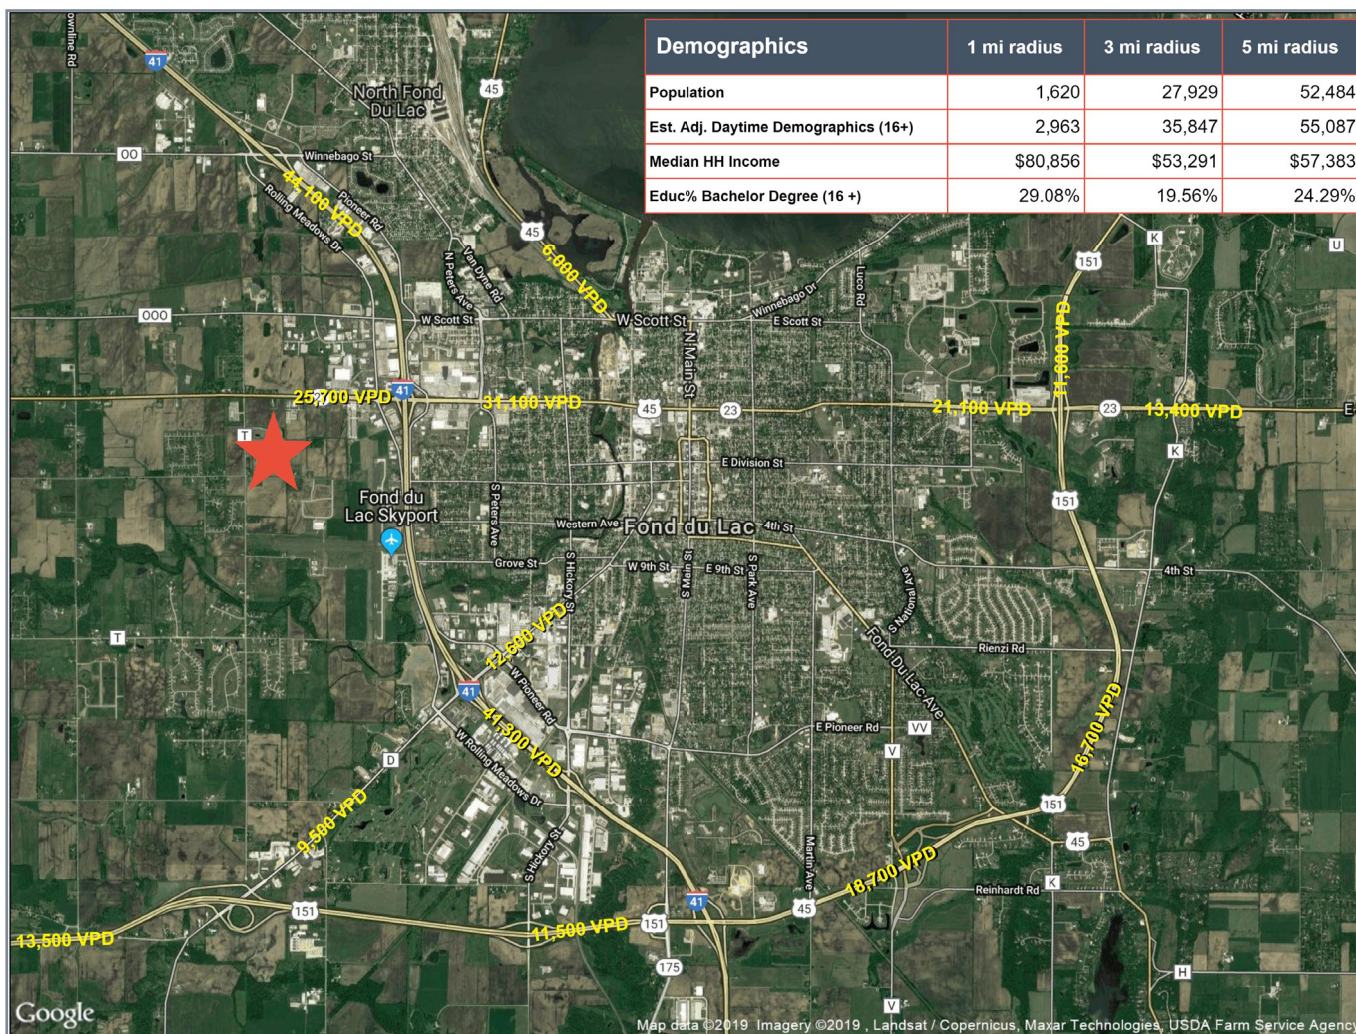 Demographics 1 mi radius 3 mi radius 5 mi radius
Population 1,620 27,929 52,484
Est. Adj. Daytime Demographics (16+) 2,963 35,847 55,087
Median HH Income $80,856 $53,291 $57,383
Educ% Bachelor Degree (16 +) 29.08% 19.56% 24.29%
41
45
North Fond
Du Lac
OO
Winnebago St
44,100 VPD
Pioneer Rd
Rolling Meadows Dr
45
6,000 VPD
Van Dyne Rd
N Peters Ave
Luco Rd
Winnebago Dr
K
U
151
OOO
W Scott St
W Scott St
E Scott St
N Main St
25,700 VPD
41
31,100 VPD
45
23
21,100 VPD
23
13,400 VPD
E
T
E Division St
K
Fond du
Lac Skyport
S Peters Ave
Western Ave
Fond du Lac
4th St
151
Grove St
W 9th St
E 9th St
S Hickory St
S Main St
S Park Ave
S National Ave
4th St
T
12,600 VPD
Rienzi Rd
Fond Du Lac Ave
41
W Pioneer Rd
41,300 VPD
E Pioneer Rd
VV
V
16,700 VPD
D
W Rolling Meadows Dr
9,500 VPD
151
45
S Hickory St
Martin Ave
18,700 VPD
K
Reinhardt Rd
151
41
45
13,500 VPD
11,500 VPD
151
175
H
V
Google
Map data ©2019 Imagery ©2019 , Landsat / Copernicus, Maxar Technologies, USDA Farm Service Agency